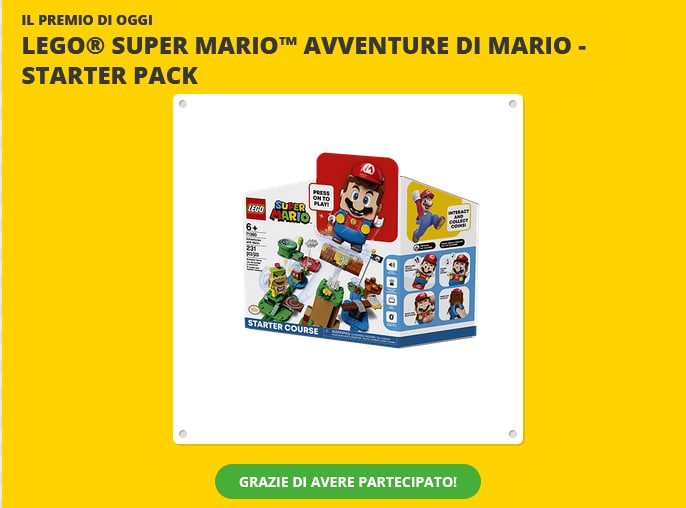 IL PREMIO DI OGGI
LEGO® SUPER MARIO™ AVVENTURE DI MARIO -
STARTER PACK
PRESS
ON TO
PLAY!
LEGO
SUPER
MARIO
6+
231
STARTER COURSE
INTERACT
AND
COLLECT
COINS!
GRAZIE DI AVERE PARTECIPATO!